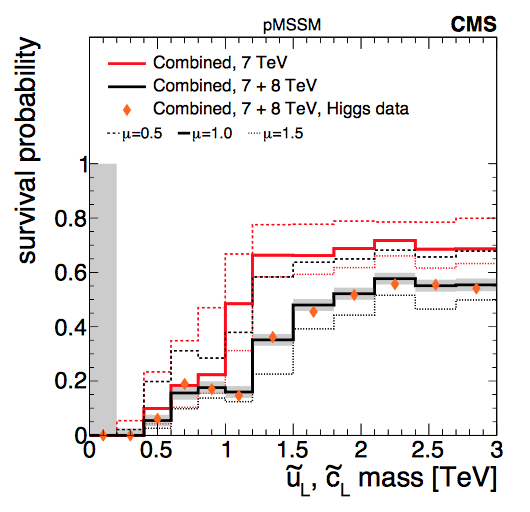 pMSSM CMS
Combined, 7 TeV
Combined, 7 + 8 TeV
Combined, 7 + 8 TeV, Higgs data
μ=0.5 μ=1.0 μ=1.5
survival probability
1
0.8
0.6
0.4
0.2
0
0 0.5 1 1.5 2 2.5 3
ũ_L, c̃_L mass [TeV]